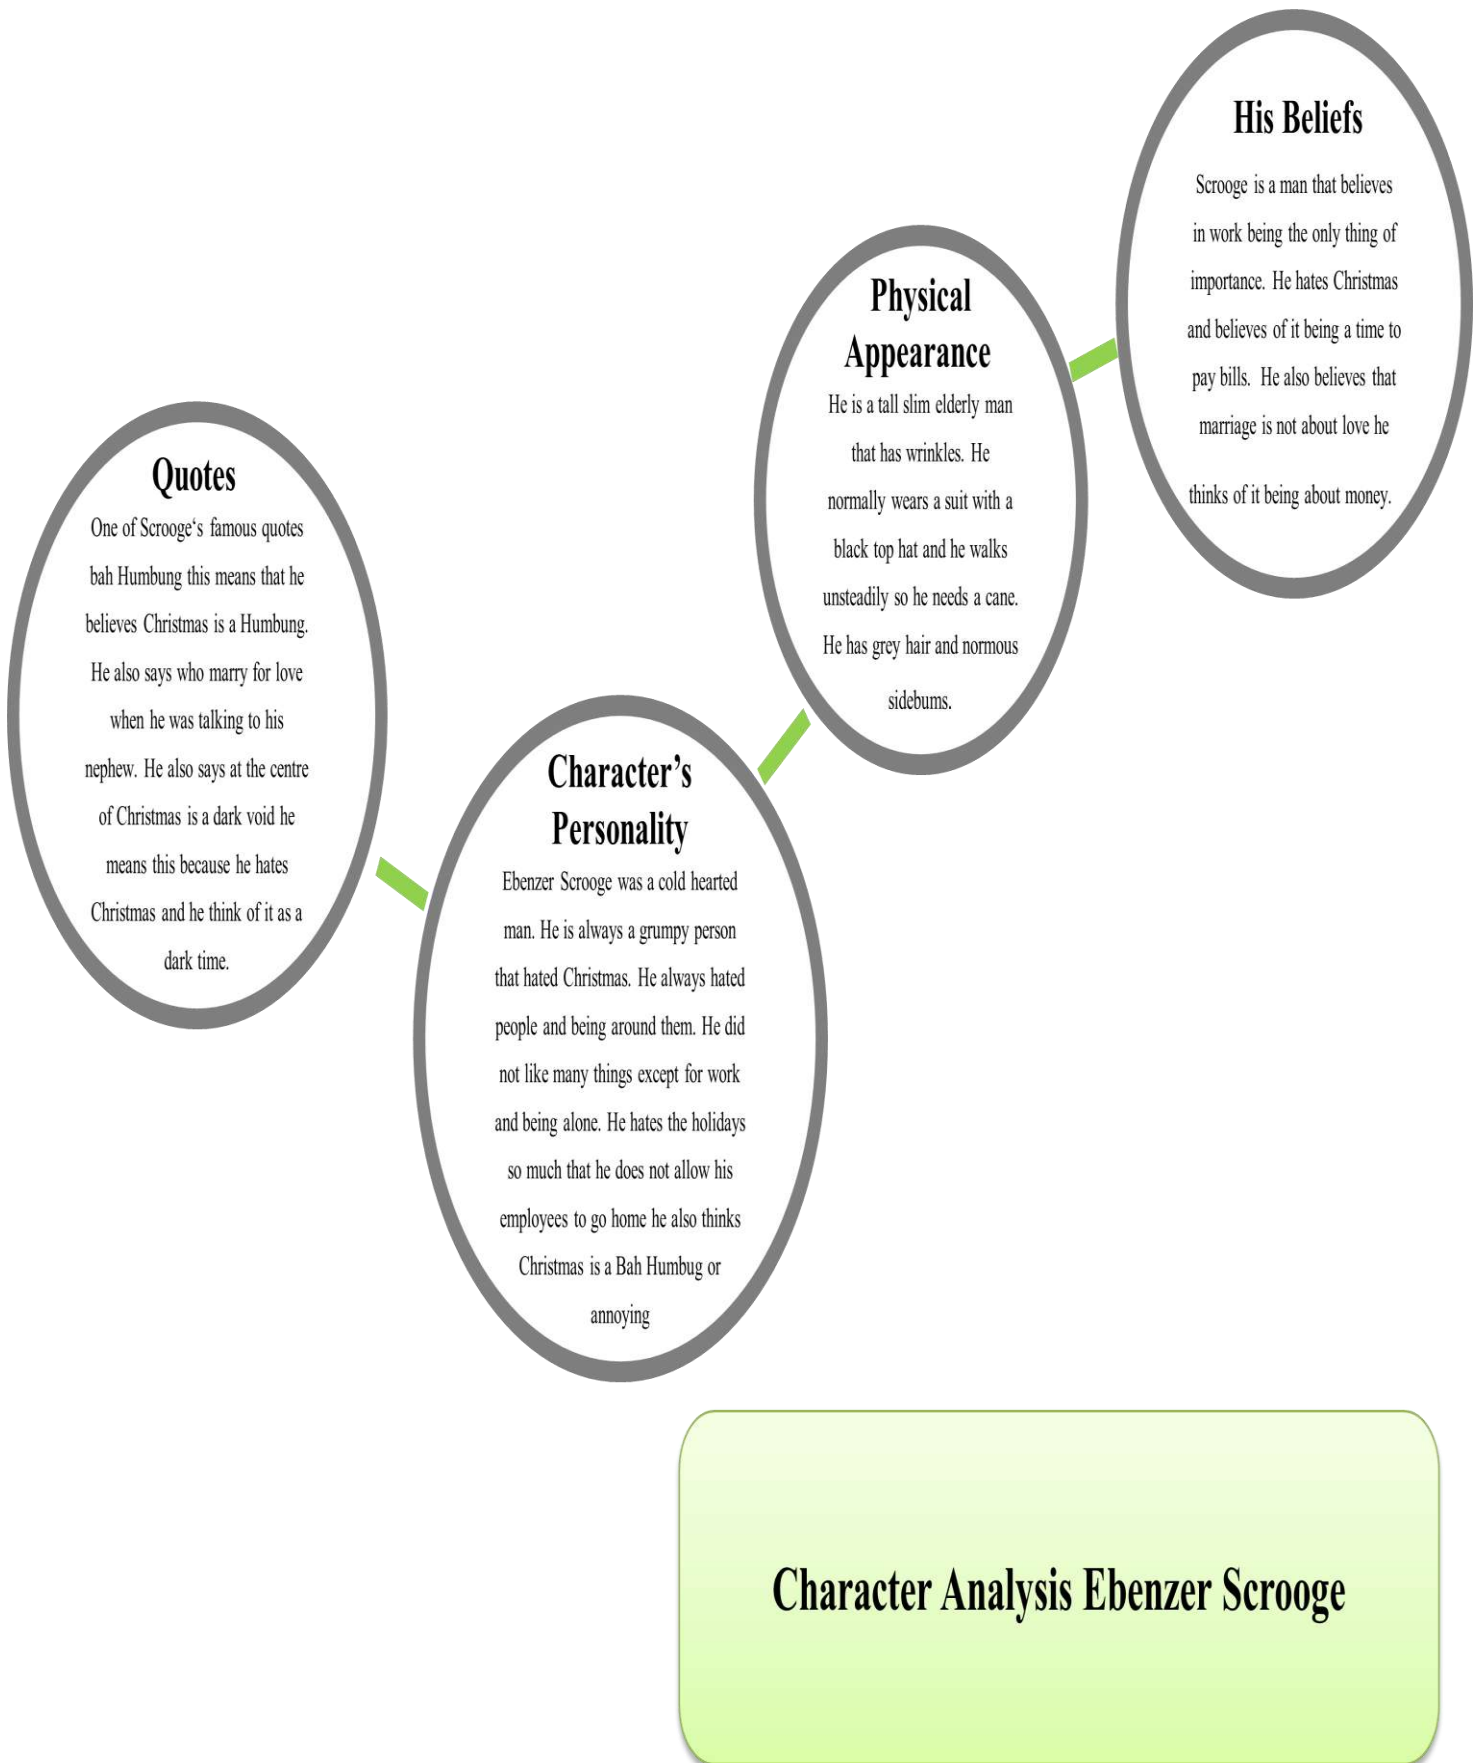 Quotes
One of Scrooge‘s famous quotes
bah Humbung this means that he
believes Christmas is a Humbung.
He also says who marry for love
when he was talking to his
nephew. He also says at the centre
of Christmas is a dark void he
means this because he hates
Christmas and he think of it as a
dark time.
Character’s
Personality
Ebenzer Scrooge was a cold hearted
man. He is always a grumpy person
that hated Christmas. He always hated
people and being around them. He did
not like many things except for work
and being alone. He hates the holidays
so much that he does not allow his
employees to go home he also thinks
Christmas is a Bah Humbug or
annoying
Physical
Appearance
He is a tall slim elderly man
that has wrinkles. He
normally wears a suit with a
black top hat and he walks
unsteadily so he needs a cane.
He has grey hair and normous
sidebums.
His Beliefs
Scrooge is a man that believes
in work being the only thing of
importance. He hates Christmas
and believes of it being a time to
pay bills. He also believes that
marriage is not about love he
thinks of it being about money.
Character Analysis Ebenzer Scrooge